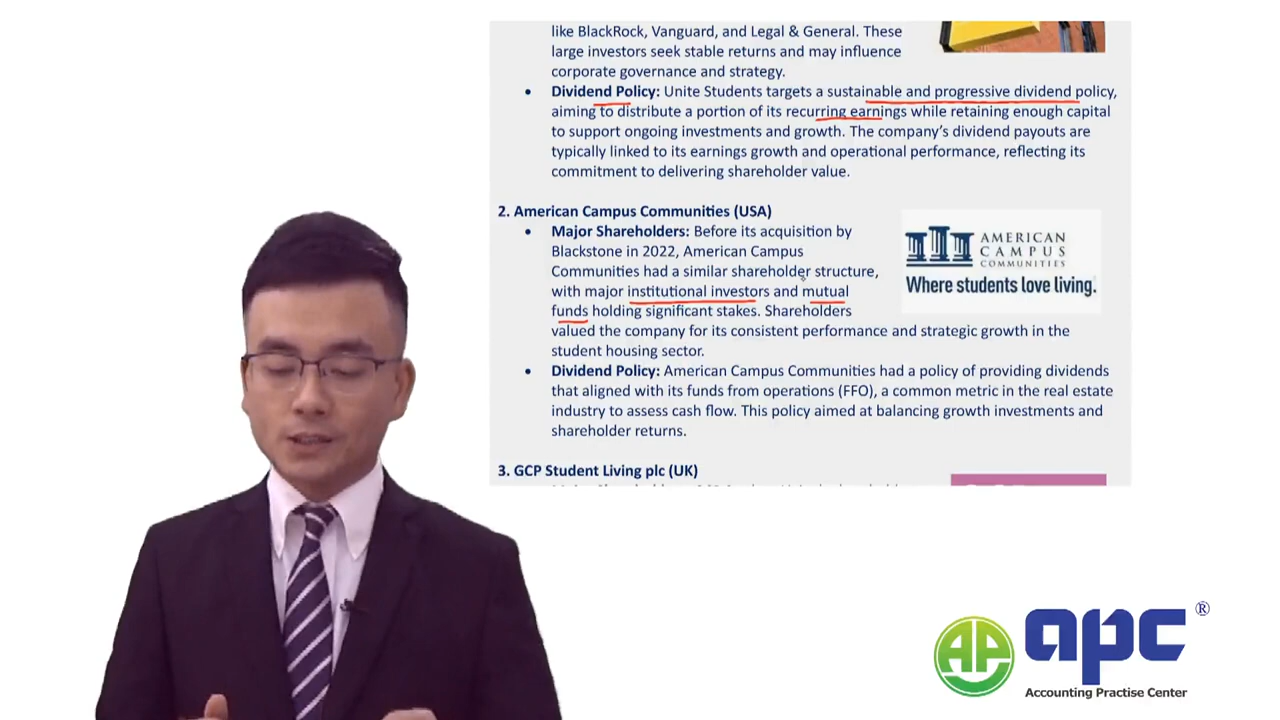 like BlackRock, Vanguard, and Legal & General. These
large investors seek stable returns and may influence
corporate governance and strategy.
• Dividend Policy: Unite Students targets a sustainable and progressive dividend policy,
aiming to distribute a portion of its recurring earnings while retaining enough capital
to support ongoing investments and growth. The company's dividend payouts are
typically linked to its earnings growth and operational performance, reflecting its
commitment to delivering shareholder value.
2. American Campus Communities (USA)
• Major Shareholders: Before its acquisition by
Blackstone in 2022, American Campus
Communities had a similar shareholder structure,
with major institutional investors and mutual
funds holding significant stakes. Shareholders
valued the company for its consistent performance and strategic growth in the
student housing sector.
AMERICAN
CAMPUS
COMMUNITIES
Where students love living.
• Dividend Policy: American Campus Communities had a policy of providing dividends
that aligned with its funds from operations (FFO), a common metric in the real estate
industry to assess cash flow. This policy aimed at balancing growth investments and
shareholder returns.
3. GCP Student Living plc (UK)
AP apc ®
Accounting Practise Center